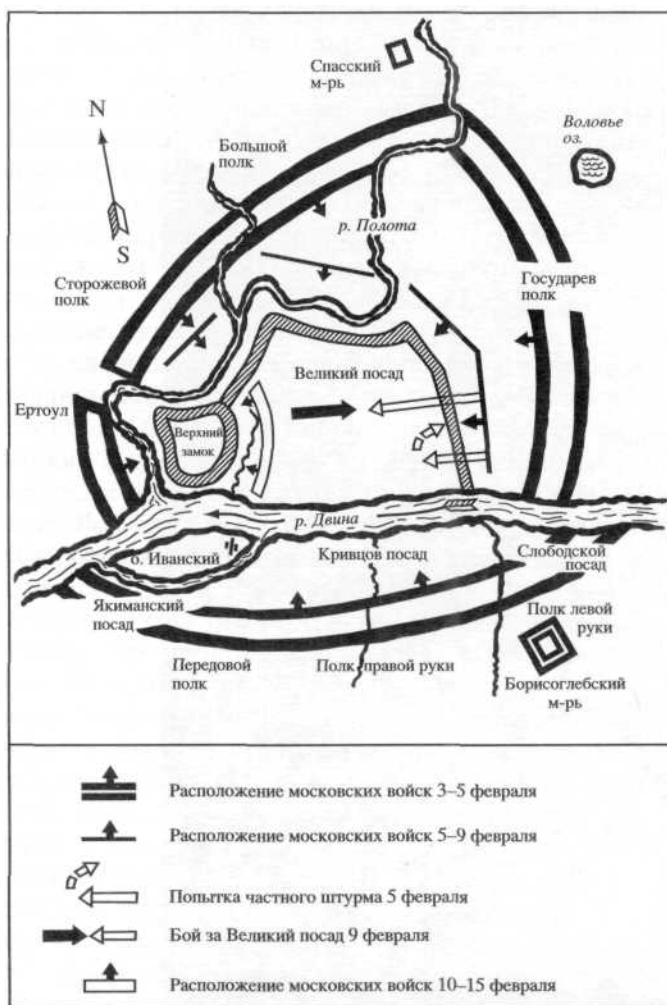 Спасский
м-рь
N
Большой
полк
Воловье
оз.
S
р. Полота
Сторожевой
полк
Государев
полк
Великий посад
Ертоул
Верхний
замок
р. Двина
о. Иванский
Кривцов посад
Слободской
посад
Якиманский
посад
Полк левой
руки
Передовой
полк
Полк правой руки
Борисоглебский
м-рь
Расположение московских войск 3–5 февраля
Расположение московских войск 5–9 февраля
Попытка частного штурма 5 февраля
Бой за Великий посад 9 февраля
Расположение московских войск 10–15 февраля